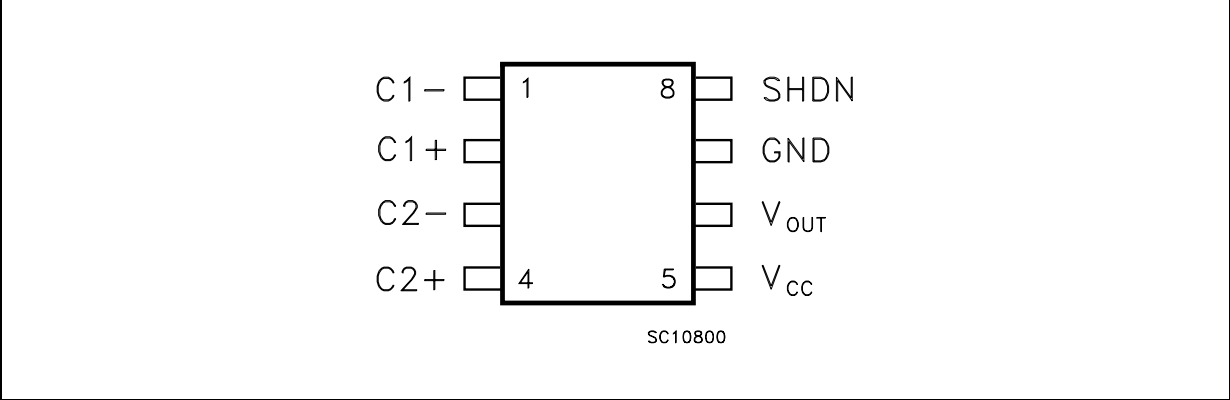 C1− 1 8 SHDN
C1+ GND
C2− VOUT
C2+ 4 5 VCC
SC10800